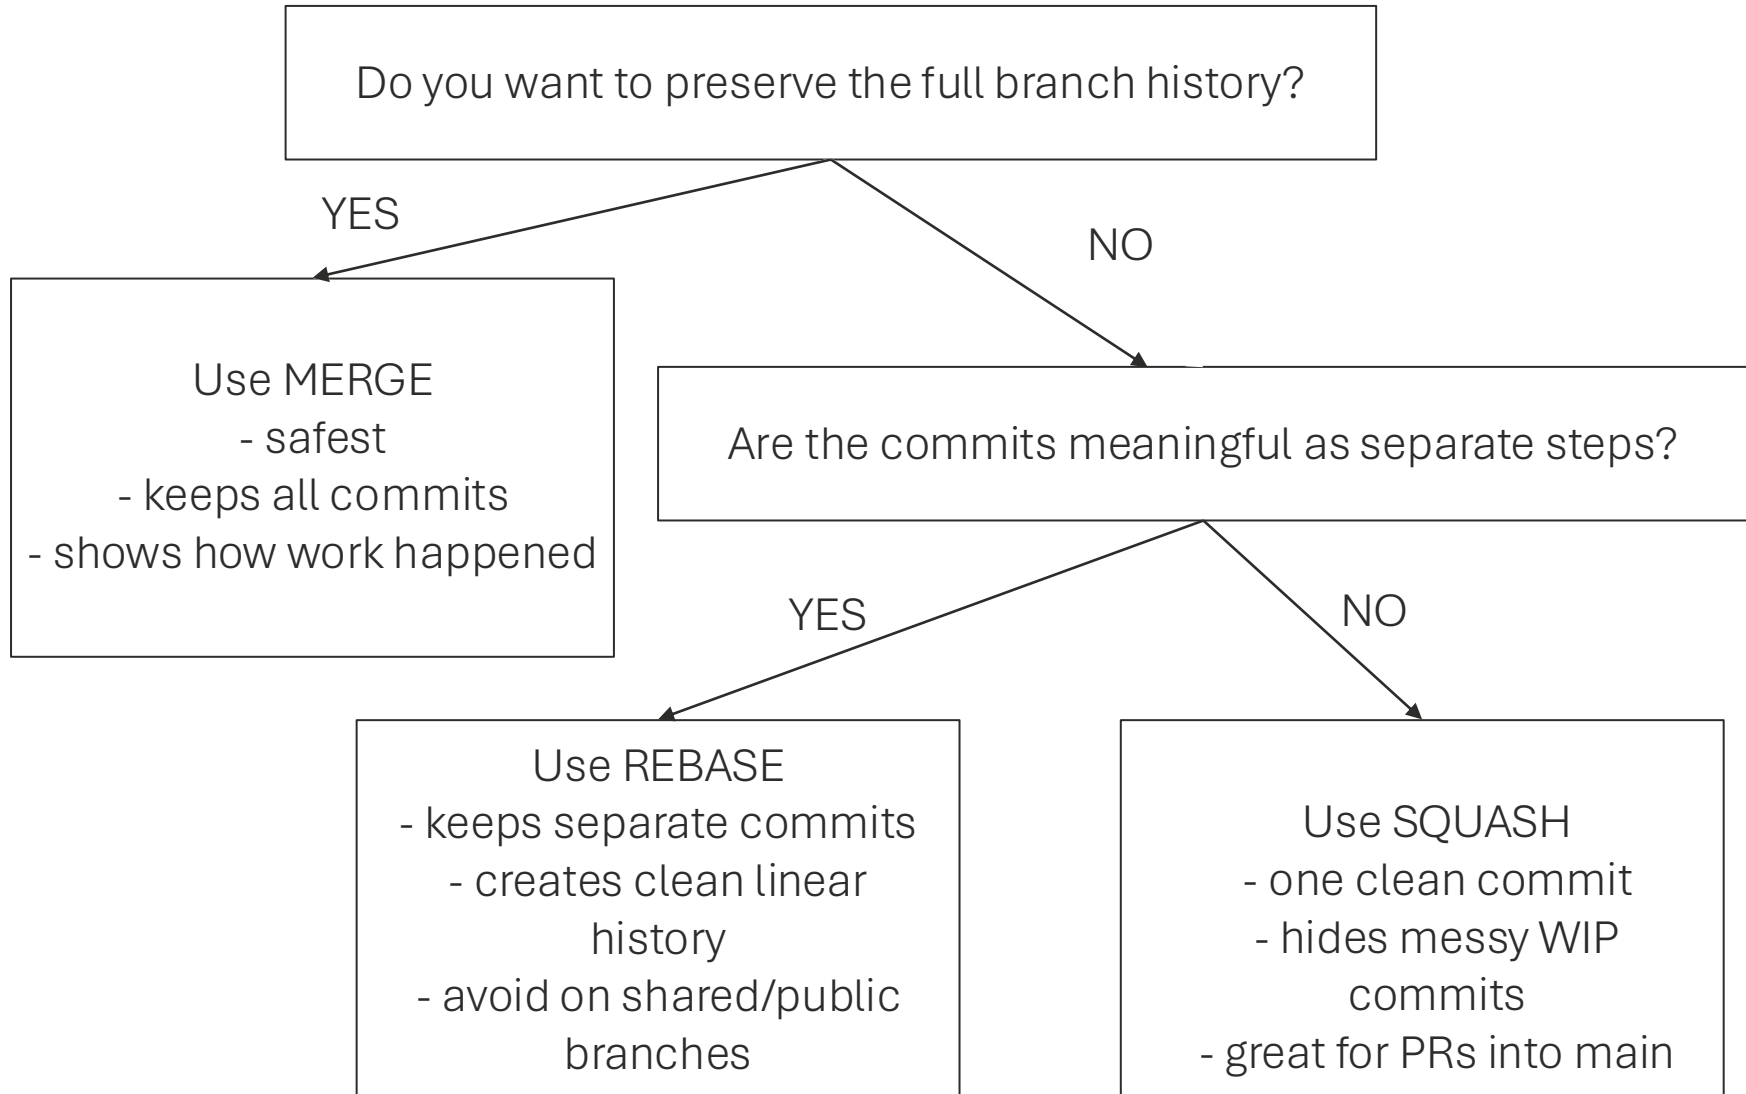 Do you want to preserve the full branch history?
YES
NO
Use MERGE
- safest
- keeps all commits
- shows how work happened
Are the commits meaningful as separate steps?
YES
NO
Use REBASE
- keeps separate commits
- creates clean linear
history
- avoid on shared/public
branches
Use SQUASH
- one clean commit
- hides messy WIP
commits
- great for PRs into main